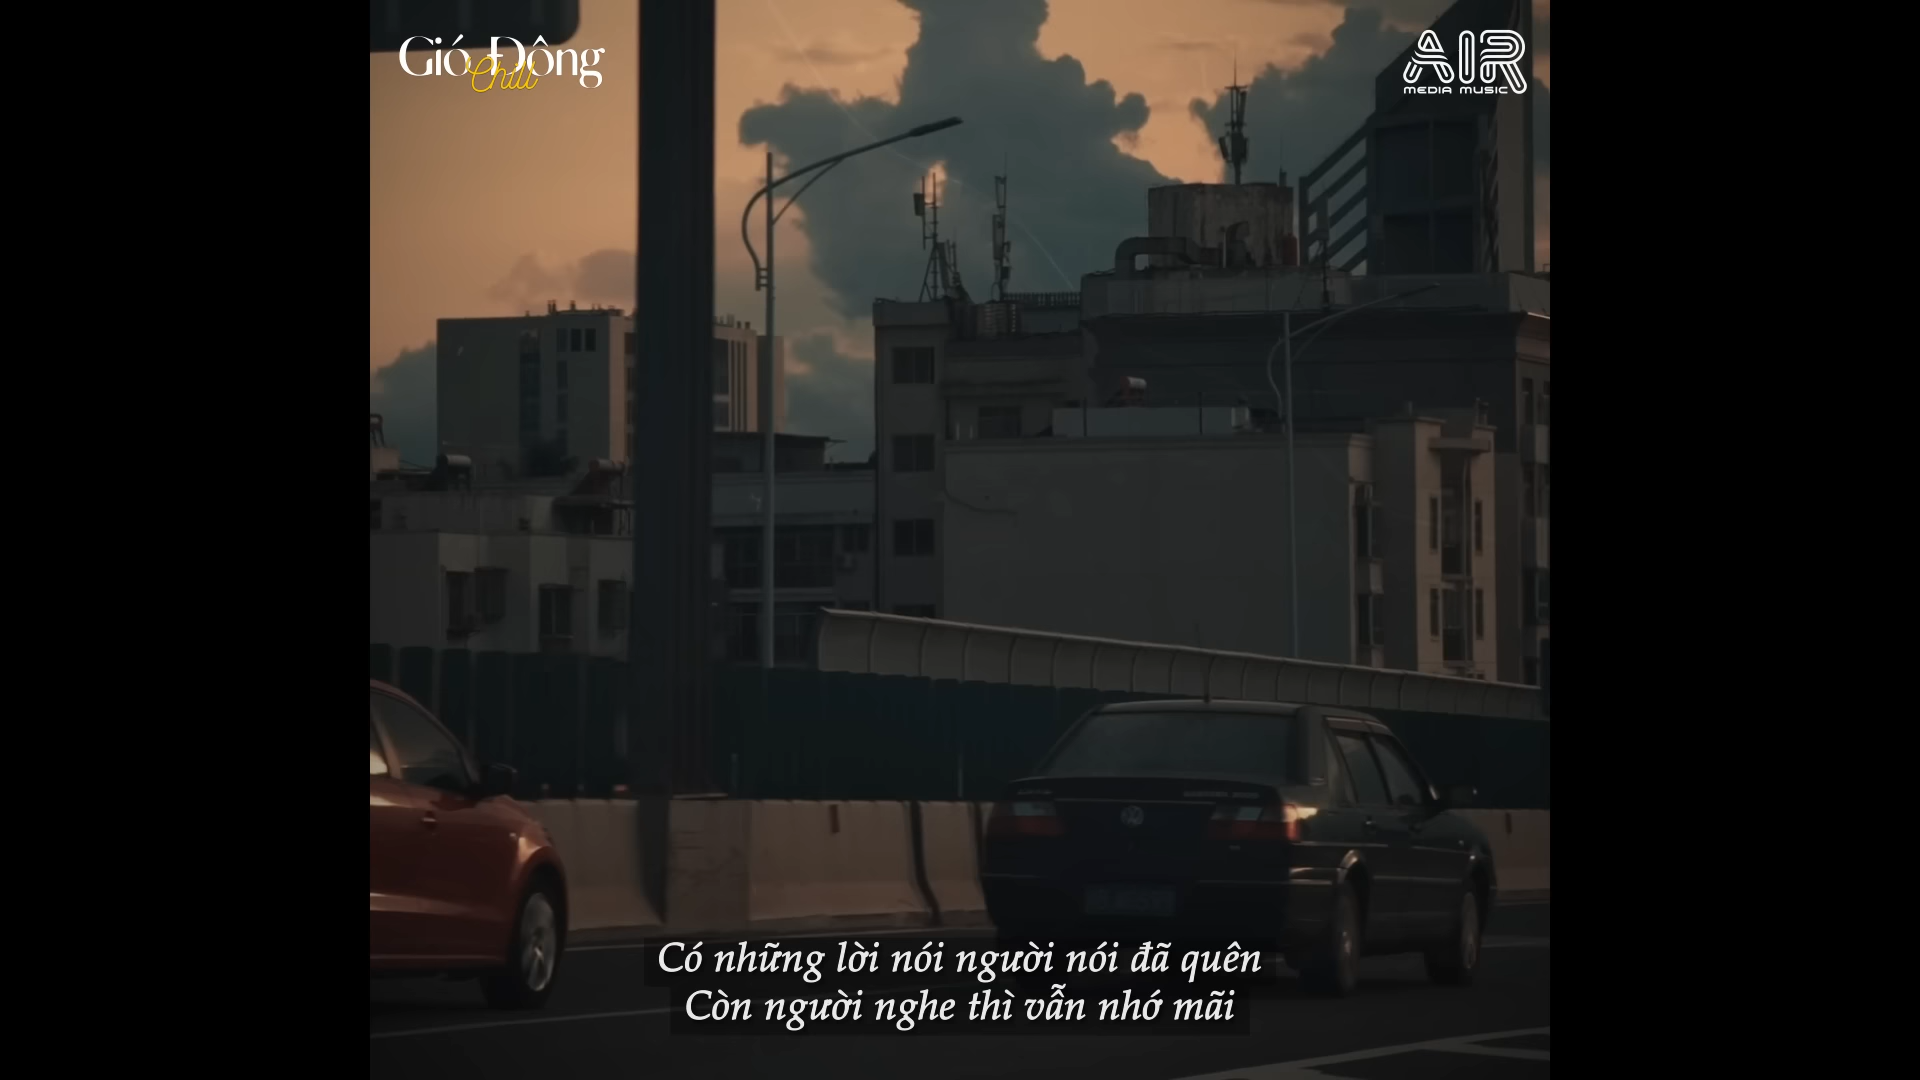 Gió Đông
Chill
AIR
MEDIA MUSIC
Có những lời nói người nói đã quên
Còn người nghe thì vẫn nhớ mãi